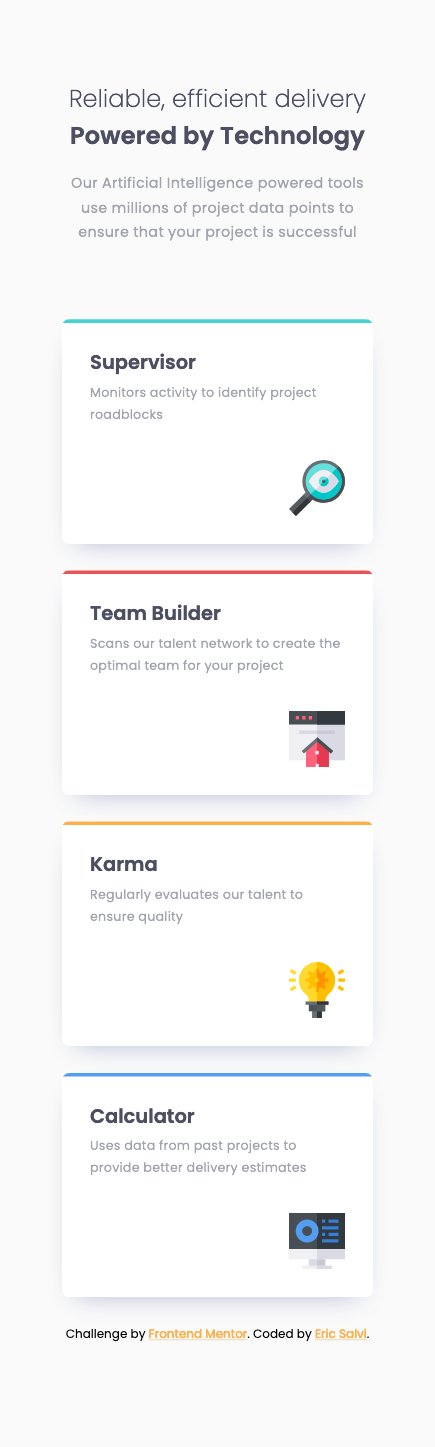 Reliable, efficient delivery
Powered by Technology
Our Artificial Intelligence powered tools
use millions of project data points to
ensure that your project is successful
Supervisor
Monitors activity to identify project
roadblocks
Team Builder
Scans our talent network to create the
optimal team for your project
Karma
Regularly evaluates our talent to
ensure quality
Calculator
Uses data from past projects to
provide better delivery estimates
Challenge by Frontend Mentor. Coded by Eric Salvi.